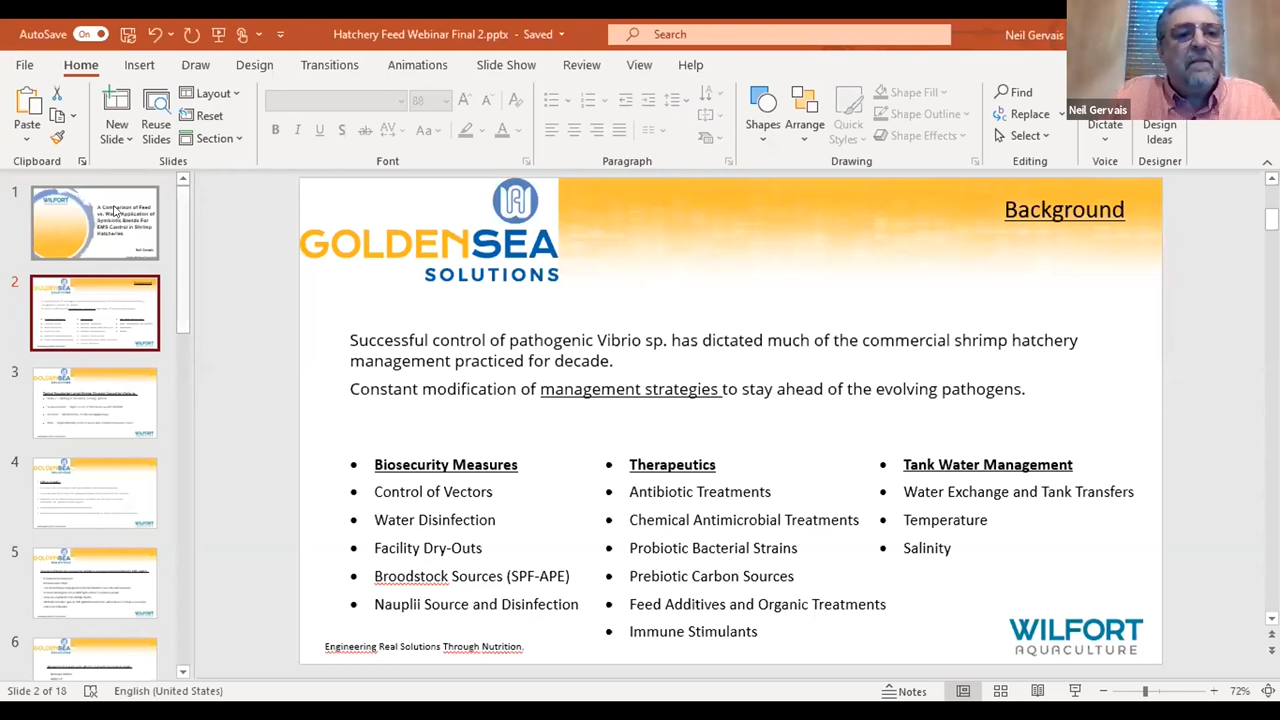 AutoSave On Hatchery Feed Webinar Final 2.pptx - Saved Search Neil Gervais
File Home Insert Draw Design Transitions Animations Slide Show Review View Help
Neil Gervais
Paste New Slide Reuse Slides Layout Reset Section
B I U S Aa A
Shapes Arrange Quick Styles Shape Fill Shape Outline Shape Effects
Find Replace Select Dictate Design Ideas
Clipboard Slides Font Paragraph Drawing Editing Voice Designer
1
2
3
4
5
6
Background
GOLDENSEA
SOLUTIONS
Successful control of pathogenic Vibrio sp. has dictated much of the commercial shrimp hatchery
management practiced for decade.
Constant modification of management strategies to stay ahead of the evolving pathogens.
• Biosecurity Measures
• Control of Vectors
• Water Disinfection
• Facility Dry-Outs
• Broodstock Sources (SPF-APE)
• Nauplii Source and Disinfection
• Therapeutics
• Antibiotic Treatments
• Chemical Antimicrobial Treatments
• Probiotic Bacterial Strains
• Prebiotic Carbon Sources
• Feed Additives and Organic Treatments
• Immune Stimulants
• Tank Water Management
• Water Exchange and Tank Transfers
• Temperature
• Salinity
Engineering Real Solutions Through Nutrition.
WILFORT
AQUACULTURE
Slide 2 of 18 English (United States) Notes 72%